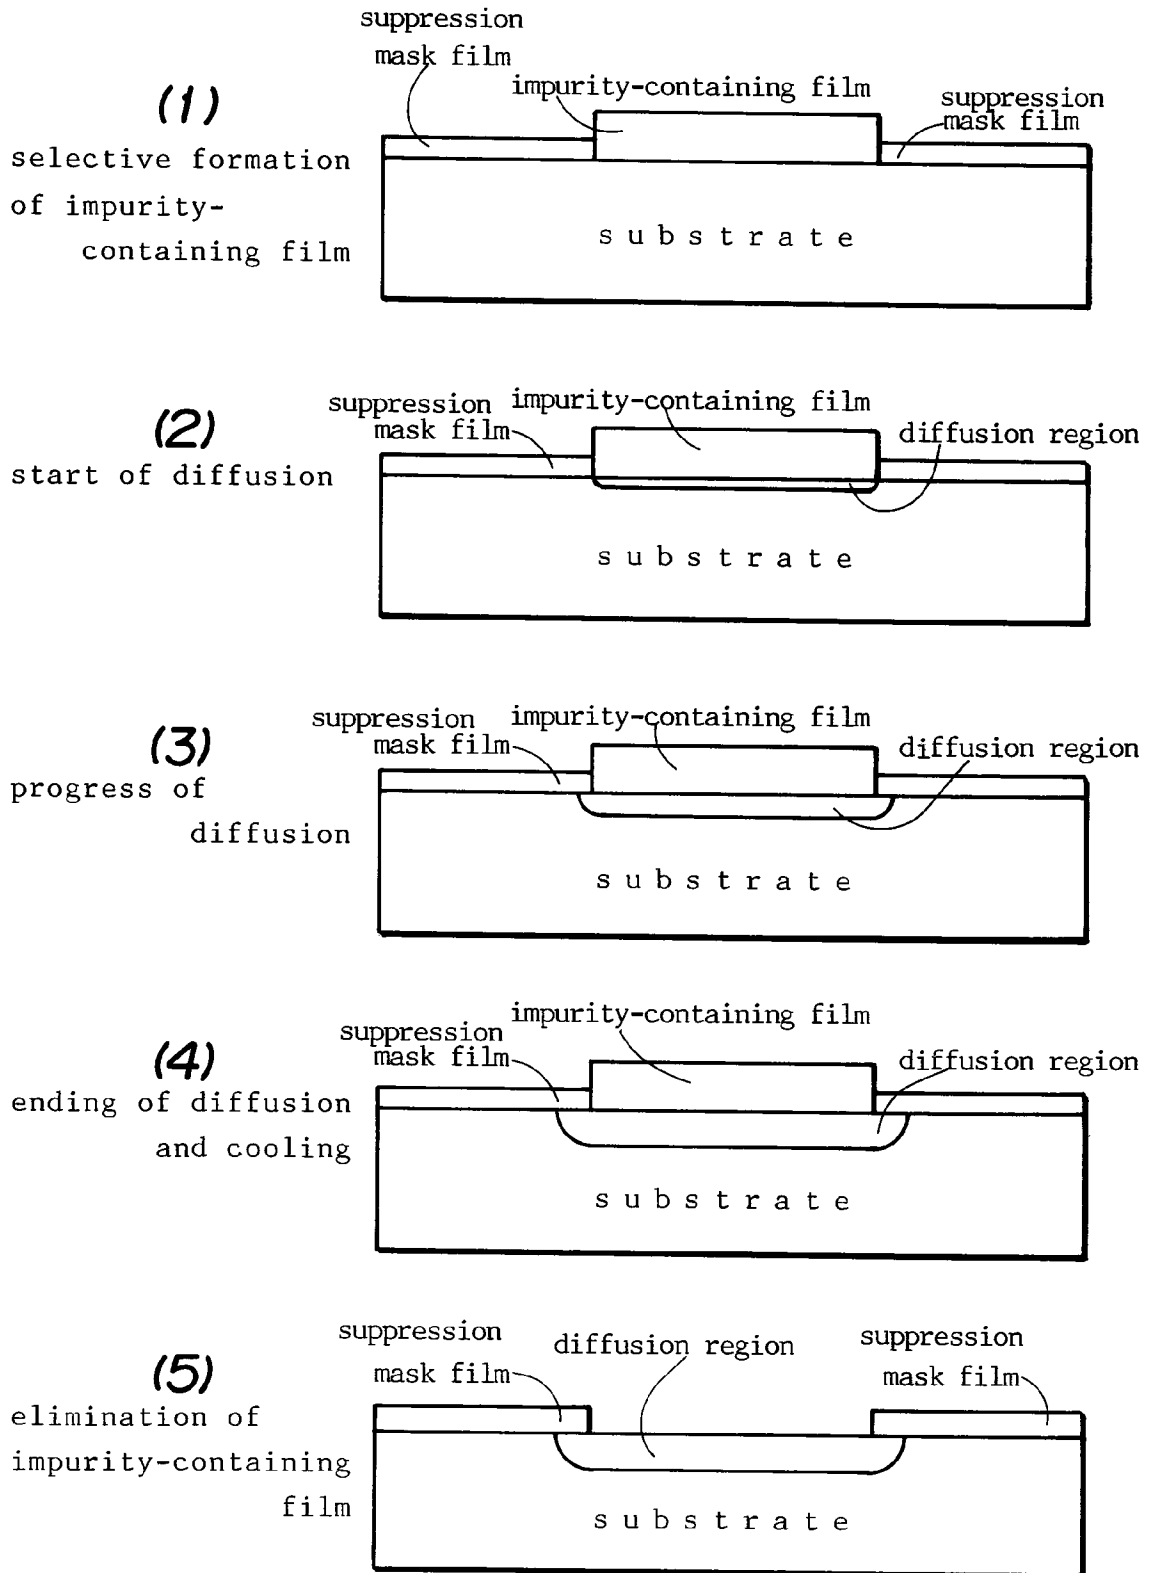 suppression
mask film
impurity-containing film
suppression
mask film
(1)
selective formation
of impurity-
containing film
substrate
suppression
mask film
impurity-containing film
diffusion region
(2)
start of diffusion
substrate
suppression
mask film
impurity-containing film
diffusion region
(3)
progress of
diffusion
substrate
suppression
mask film
impurity-containing film
diffusion region
(4)
ending of diffusion
and cooling
substrate
suppression
mask film
diffusion region
suppression
mask film
(5)
elimination of
impurity-containing
film
substrate